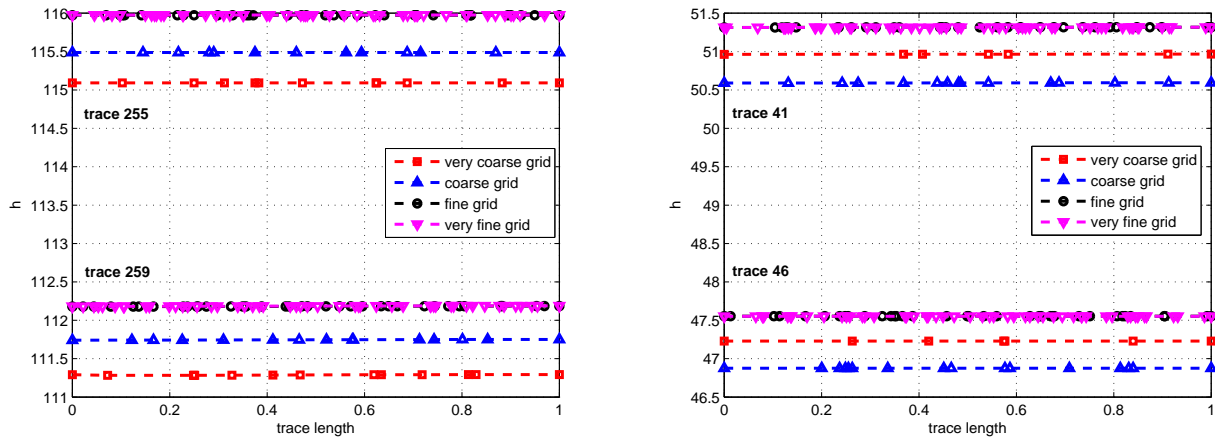 116
115.5
115
trace 255
114.5
114
very coarse grid
coarse grid
fine grid
very fine grid
h
113.5
113
112.5
trace 259
112
111.5
111
0 0.2 0.4 0.6 0.8 1
trace length
51.5
51
50.5
trace 41
50
49.5
very coarse grid
coarse grid
fine grid
very fine grid
h
49
48.5
48
trace 46
47.5
47
46.5
0 0.2 0.4 0.6 0.8 1
trace length